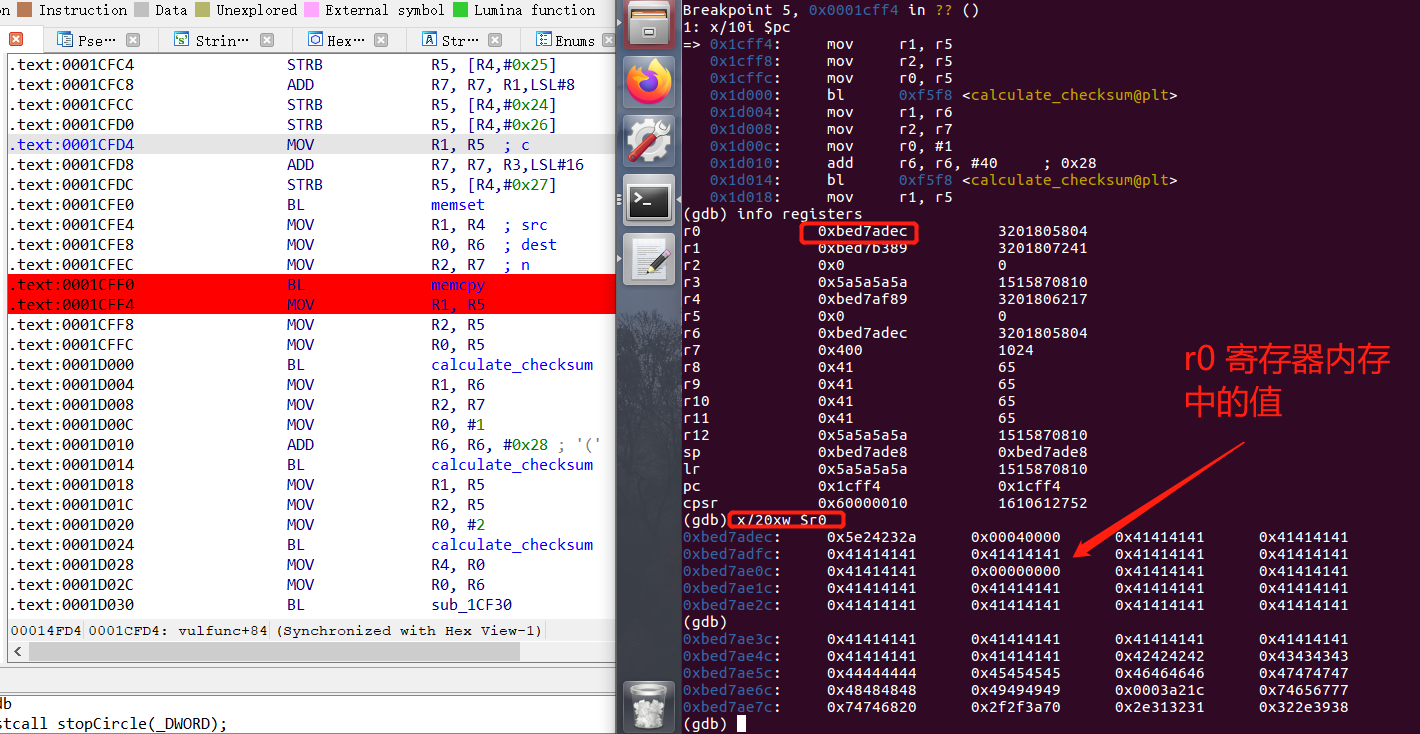 on Instruction Data Unexplored External symbol Lumina function
Pse… Strin… Hex… Str… Enums
.text:0001CFC4 STRB R5, [R4,#0x25]
.text:0001CFC8 ADD R7, R7, R1,LSL#8
.text:0001CFCC STRB R5, [R4,#0x24]
.text:0001CFD0 STRB R5, [R4,#0x26]
.text:0001CFD4 MOV R1, R5 ; c
.text:0001CFD8 ADD R7, R7, R3,LSL#16
.text:0001CFDC STRB R5, [R4,#0x27]
.text:0001CFE0 BL memset
.text:0001CFE4 MOV R1, R4 ; src
.text:0001CFE8 MOV R0, R6 ; dest
.text:0001CFEC MOV R2, R7 ; n
.text:0001CFF0 BL memcpy
.text:0001CFF4 MOV R1, R5
.text:0001CFF8 MOV R2, R5
.text:0001CFFC MOV R0, R5
.text:0001D000 BL calculate_checksum
.text:0001D004 MOV R1, R6
.text:0001D008 MOV R2, R7
.text:0001D00C MOV R0, #1
.text:0001D010 ADD R6, R6, #0x28 ; '('
.text:0001D014 BL calculate_checksum
.text:0001D018 MOV R1, R5
.text:0001D01C MOV R2, R5
.text:0001D020 MOV R0, #2
.text:0001D024 BL calculate_checksum
.text:0001D028 MOV R4, R0
.text:0001D02C MOV R0, R6
.text:0001D030 BL sub_1CF30
00014FD4 0001CFD4: vulfunc+84 (Synchronized with Hex View-1)
db
stcall stopCircle(_DWORD);
Breakpoint 5, 0x0001cff4 in ?? ()
1: x/10i $pc
=> 0x1cff4: mov r1, r5
0x1cff8: mov r2, r5
0x1cffc: mov r0, r5
0x1d000: bl 0xf5f8 <calculate_checksum@plt>
0x1d004: mov r1, r6
0x1d008: mov r2, r7
0x1d00c: mov r0, #1
0x1d010: add r6, r6, #40 ; 0x28
0x1d014: bl 0xf5f8 <calculate_checksum@plt>
0x1d018: mov r1, r5
(gdb) info registers
r0 0xbed7adec 3201805804
r1 0xbed7b389 3201807241
r2 0x0 0
r3 0x5a5a5a5a 1515870810
r4 0xbed7af89 3201806217
r5 0x0 0
r6 0xbed7adec 3201805804
r7 0x400 1024
r8 0x41 65
r9 0x41 65
r10 0x41 65
r11 0x41 65
r12 0x5a5a5a5a 1515870810
sp 0xbed7ade8 0xbed7ade8
lr 0x5a5a5a5a 1515870810
pc 0x1cff4 0x1cff4
cpsr 0x60000010 1610612752
(gdb) x/20xw $r0
0xbed7adec: 0x5e24232a 0x00040000 0x41414141 0x41414141
0xbed7adfc: 0x41414141 0x41414141 0x41414141 0x41414141
0xbed7ae0c: 0x41414141 0x00000000 0x41414141 0x41414141
0xbed7ae1c: 0x41414141 0x41414141 0x41414141 0x41414141
0xbed7ae2c: 0x41414141 0x41414141 0x41414141 0x41414141
(gdb)
0xbed7ae3c: 0x41414141 0x41414141 0x41414141 0x41414141
0xbed7ae4c: 0x41414141 0x41414141 0x42424242 0x43434343
0xbed7ae5c: 0x44444444 0x45454545 0x46464646 0x47474747
0xbed7ae6c: 0x48484848 0x49494949 0x0003a21c 0x74656777
0xbed7ae7c: 0x74746820 0x2f2f3a70 0x2e313231 0x322e3938
(gdb)
r0 寄存器内存
中的值